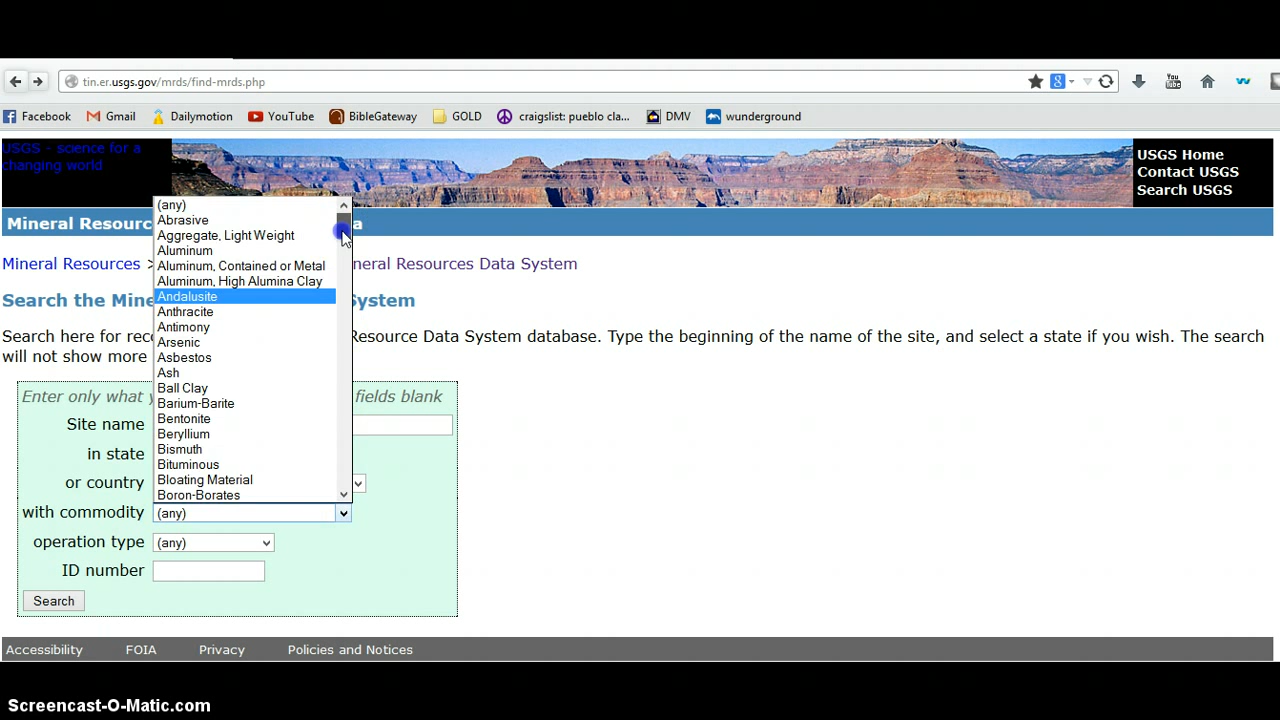 tin.er.usgs.gov/mrds/find-mrds.php
Facebook Gmail Dailymotion YouTube BibleGateway GOLD craigslist: pueblo cla... DMV wunderground
USGS - science for a
changing world
USGS Home
Contact USGS
Search USGS
Mineral Resourc a
Mineral Resources > neral Resources Data System
Search the Mine ystem
Search here for reco Resource Data System database. Type the beginning of the name of the site, and select a state if you wish. The search
will not show more
(any)
Abrasive
Aggregate, Light Weight
Aluminum
Aluminum, Contained or Metal
Aluminum, High Alumina Clay
Andalusite
Anthracite
Antimony
Arsenic
Asbestos
Ash
Ball Clay
Barium-Barite
Bentonite
Beryllium
Bismuth
Bituminous
Bloating Material
Boron-Borates
Enter only what y fields blank
Site name
in state
or country
with commodity (any)
operation type (any)
ID number
Search
Accessibility FOIA Privacy Policies and Notices
Screencast-O-Matic.com